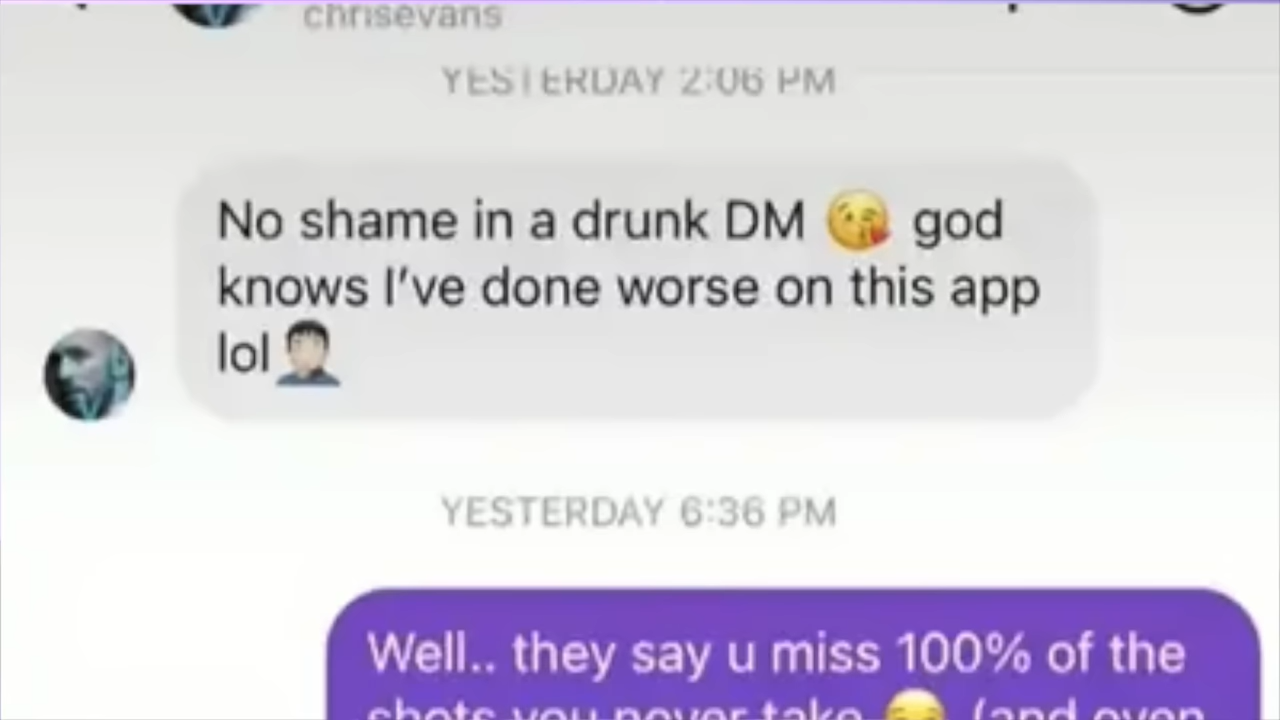 chrisevans
YESTERDAY 2:06 PM
No shame in a drunk DM 😘 god
knows I've done worse on this app
lol🤦🏻‍♂️
YESTERDAY 6:36 PM
Well.. they say u miss 100% of the
shots you never take 😏 (and even